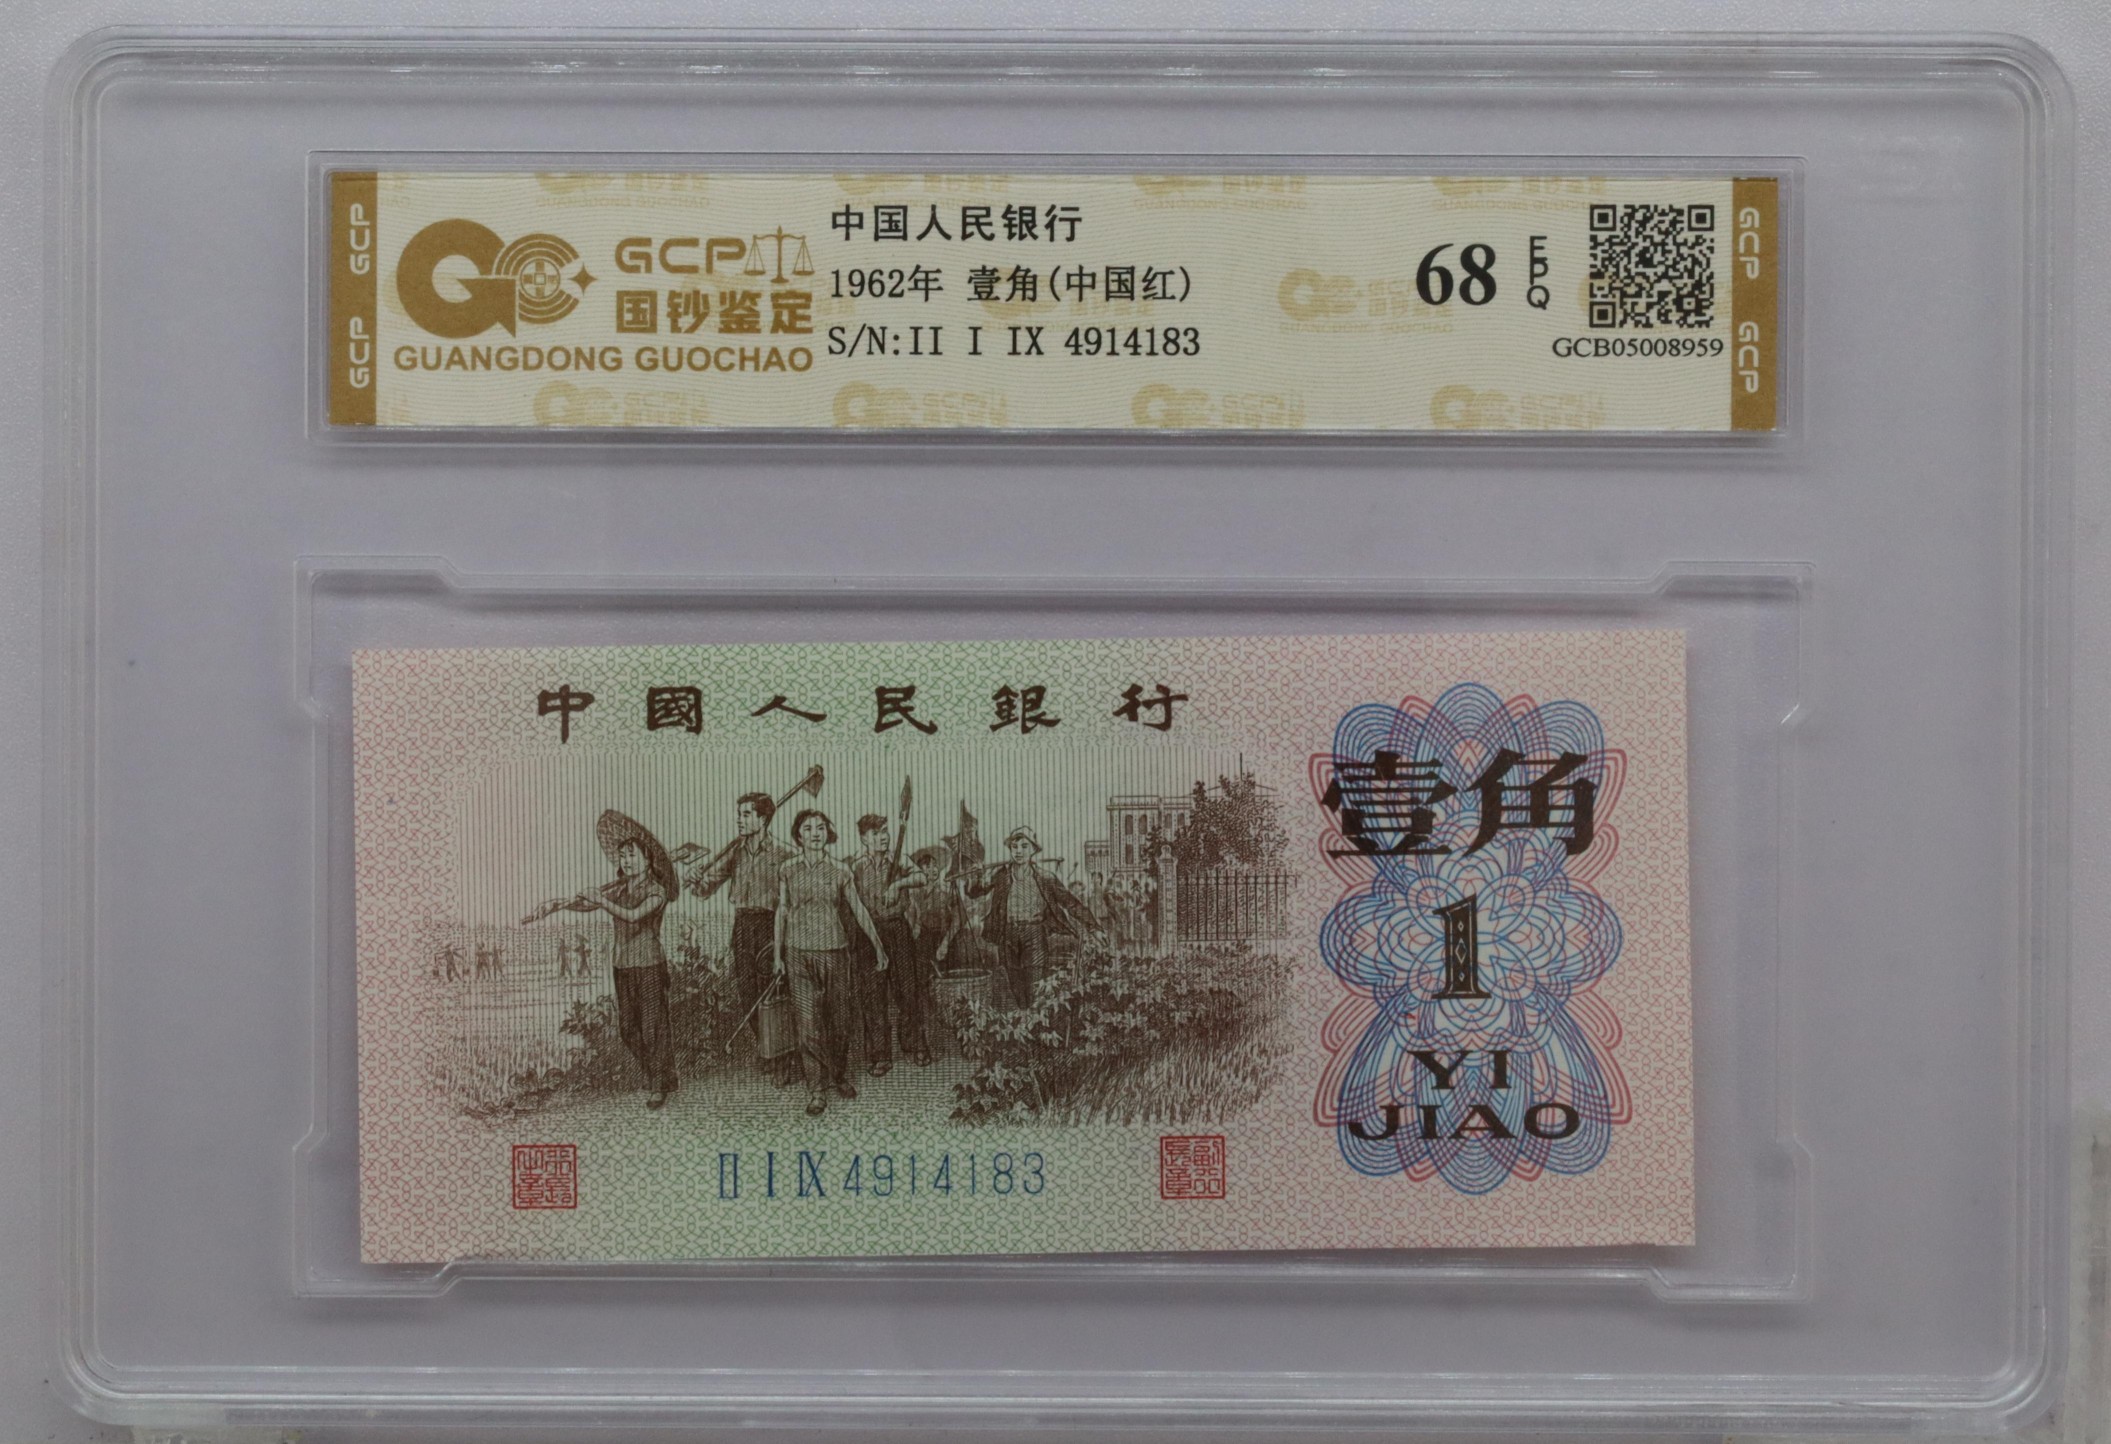 GCP
GCP
GCP 国钞鉴定
GUANGDONG GUOCHAO
中国人民银行
1962年 壹角(中国红)
S/N:II I IX 4914183
68 EPQ
GCB05008959
GCP
GCP
中國人民銀行
壹角
1
YI
JIAO
II I IX 4914183